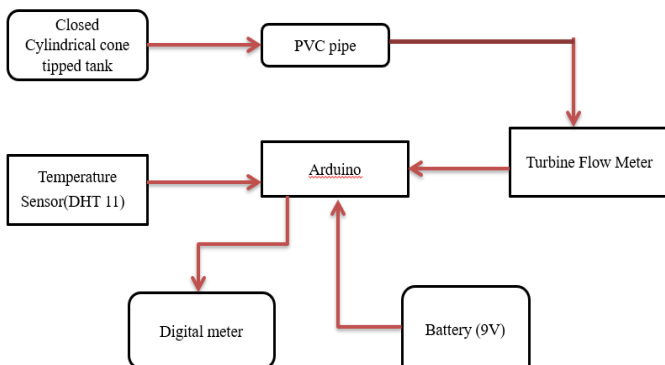 Closed
Cylindrical cone
tipped tank
PVC pipe
Turbine Flow Meter
Arduino
Temperature
Sensor(DHT 11)
Digital meter
Battery (9V)